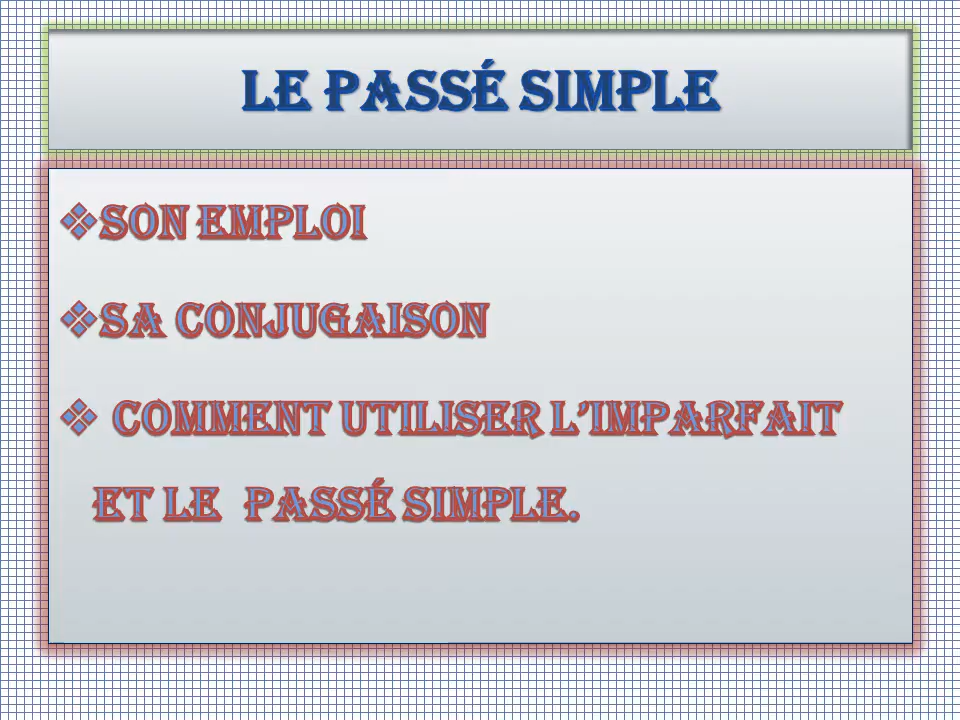 LE PASSÉ SIMPLE
❖SON EMPLOI
❖SA CONJUGAISON
❖ COMMENT UTILISER L'IMPARFAIT
ET LE PASSÉ SIMPLE.